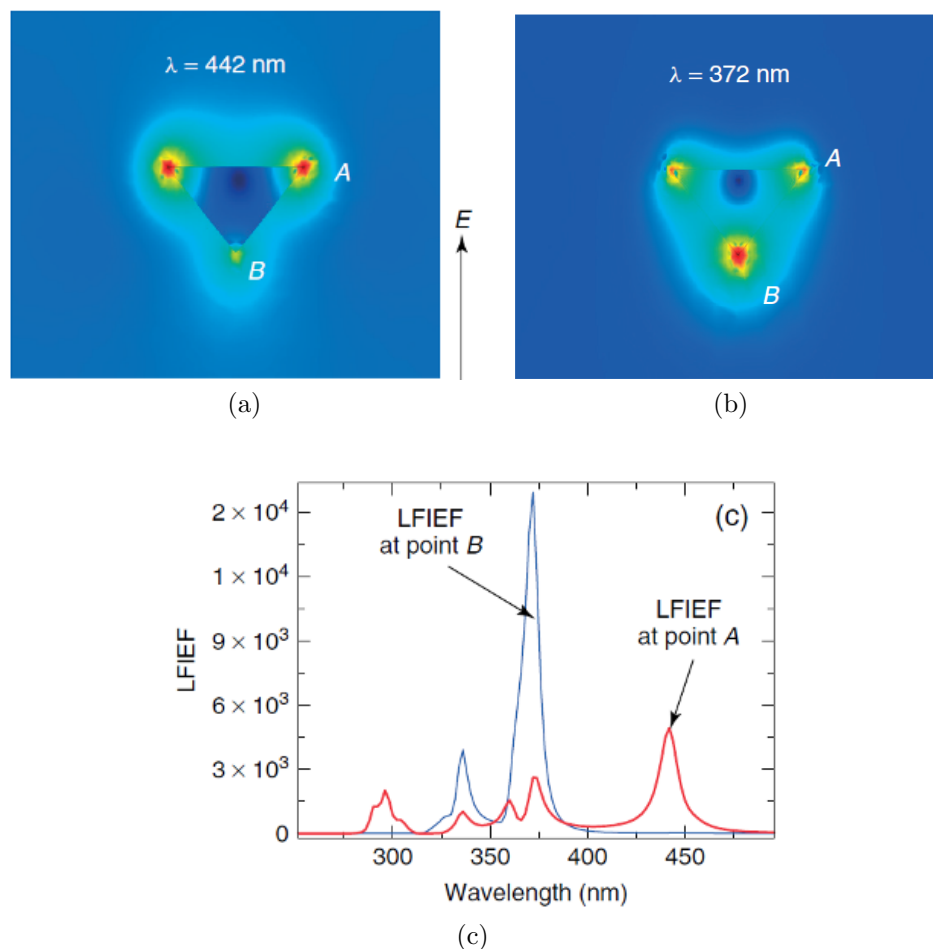 λ = 442 nm
A
B
E
λ = 372 nm
A
B
(a)
(b)
(c)
LFIEF
at point B
LFIEF
at point A
LFIEF
2 × 10⁴
1 × 10⁴
9 × 10³
6 × 10³
3 × 10³
0
300
350
400
450
Wavelength (nm)
(c)